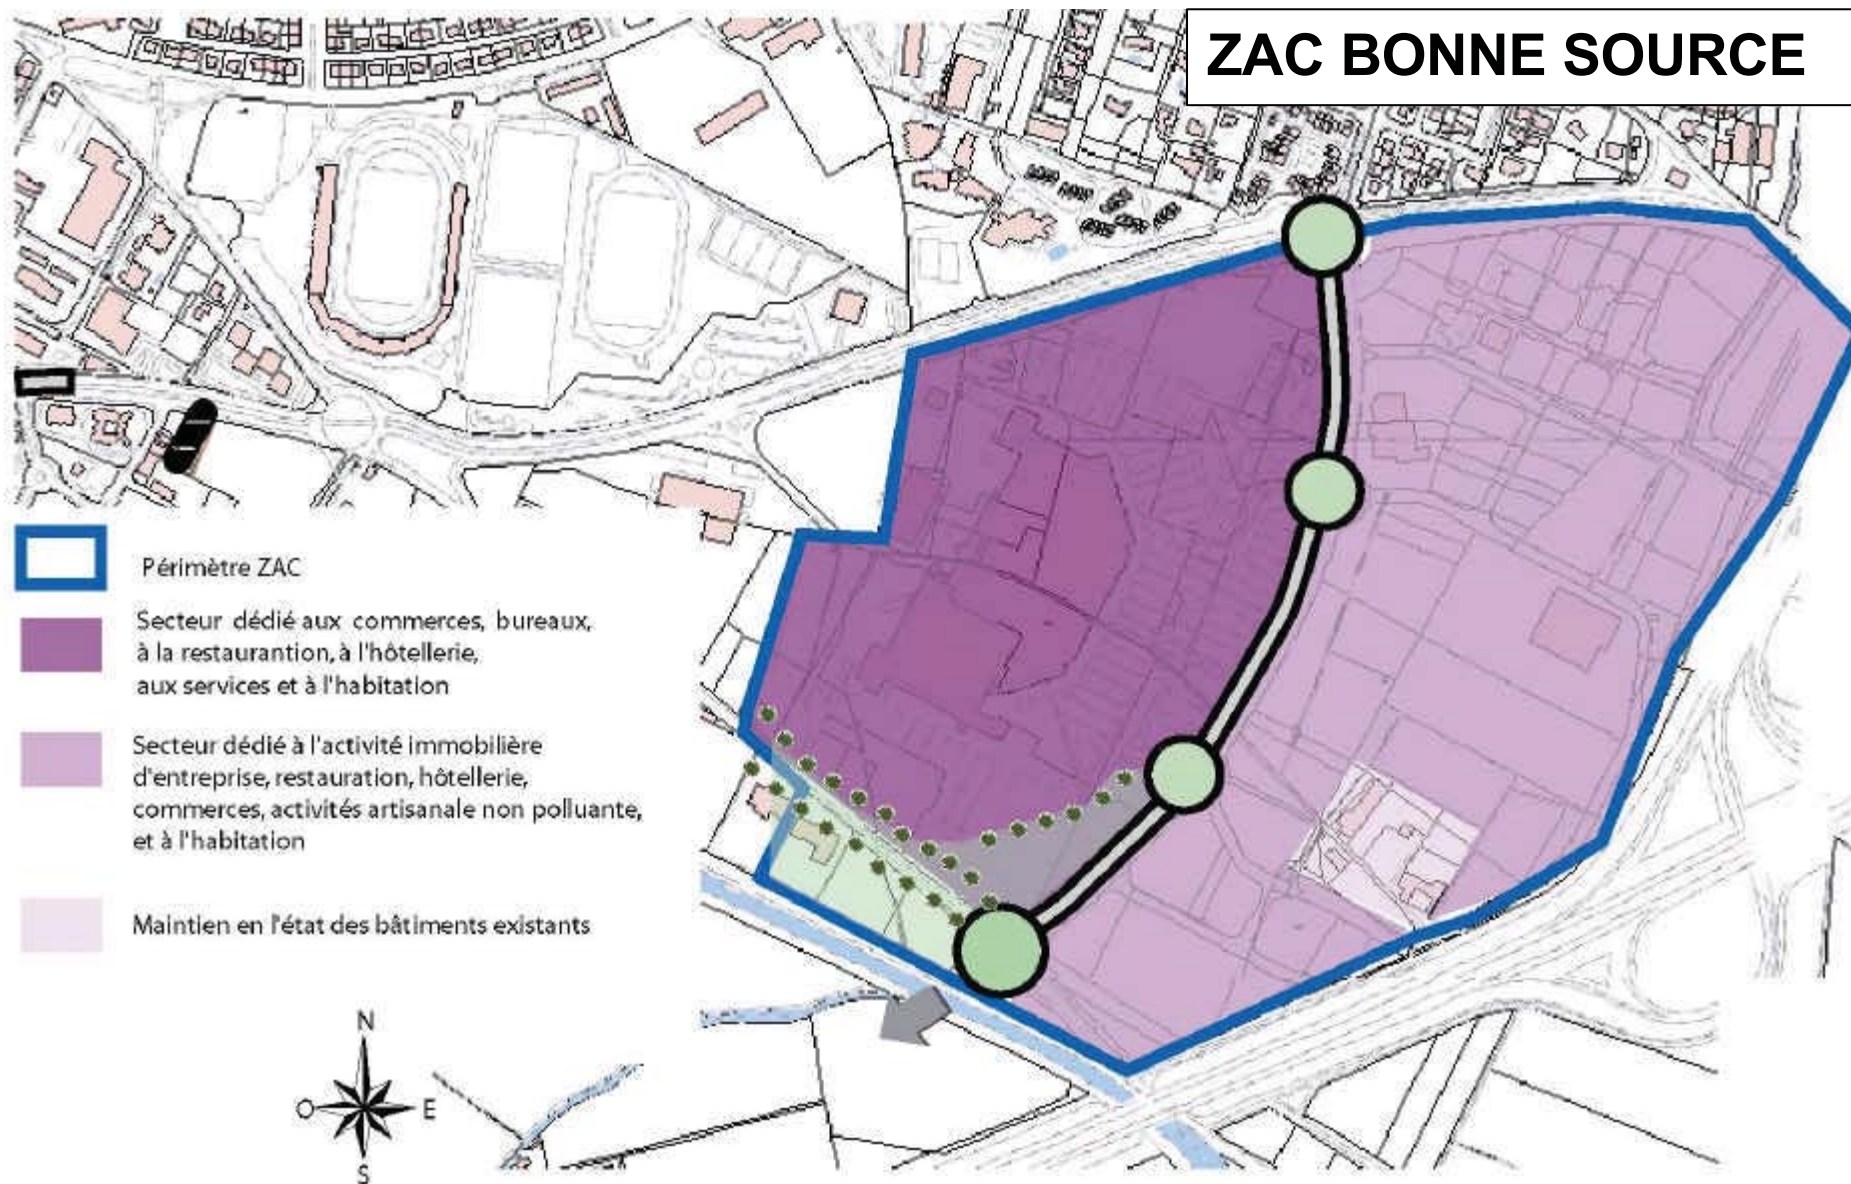 ZAC BONNE SOURCE
Périmètre ZAC
Secteur dédié aux commerces, bureaux,
à la restaurantion, à l'hôtellerie,
aux services et à l'habitation
Secteur dédié à l'activité immobilière
d'entreprise, restauration, hôtellerie,
commerces, activités artisanale non polluante,
et à l'habitation
Maintien en l'état des bâtiments existants
N
O
E
S